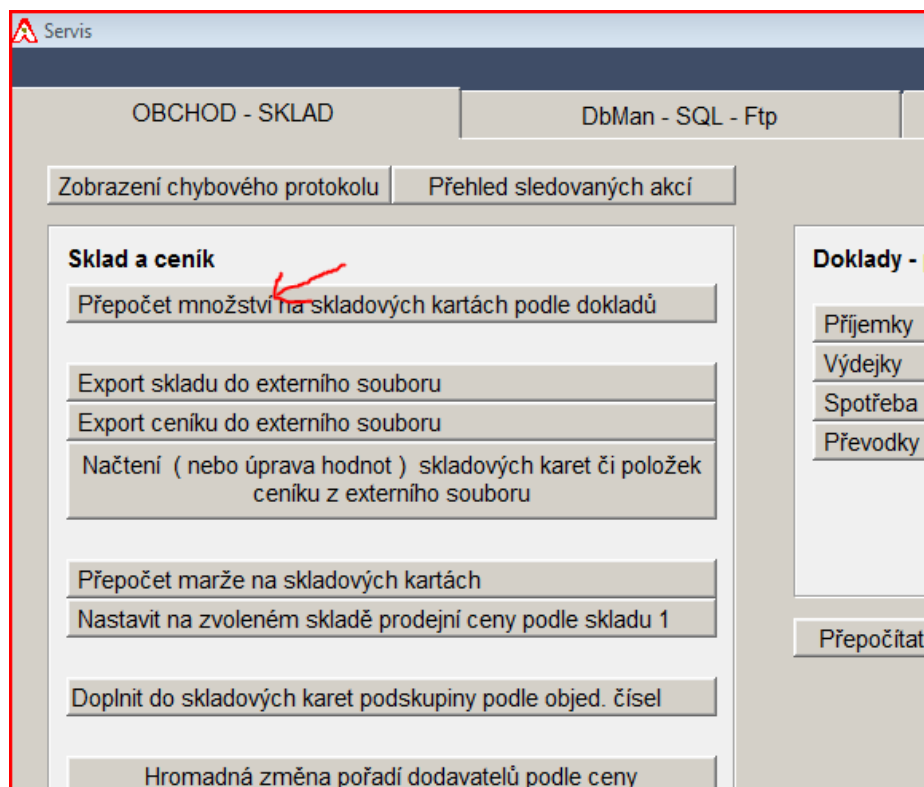 Servis
OBCHOD - SKLAD
DbMan - SQL - Ftp
Zobrazení chybového protokolu
Přehled sledovaných akcí
Sklad a ceník
Přepočet množství na skladových kartách podle dokladů
Export skladu do externího souboru
Export ceníku do externího souboru
Načtení ( nebo úprava hodnot ) skladových karet či položek
ceníku z externího souboru
Přepočet marže na skladových kartách
Nastavit na zvoleném skladě prodejní ceny podle skladu 1
Doplnit do skladových karet podskupiny podle objed. čísel
Hromadná změna pořadí dodavatelů podle ceny
Doklady -
Příjemky
Výdejky
Spotřeba
Převodky
Přepočítat